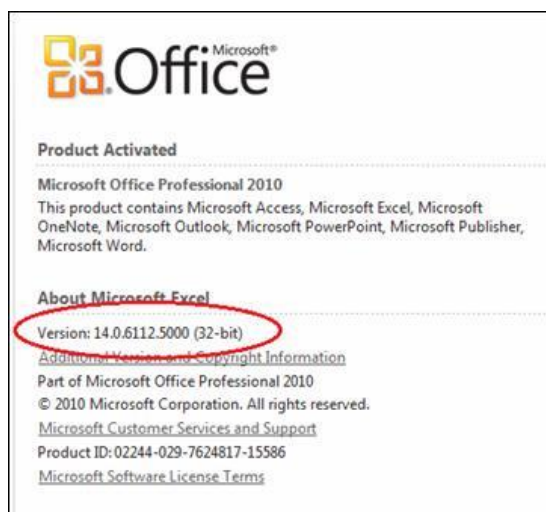 Microsoft®
Office
Product Activated
Microsoft Office Professional 2010
This product contains Microsoft Access, Microsoft Excel, Microsoft
OneNote, Microsoft Outlook, Microsoft PowerPoint, Microsoft Publisher,
Microsoft Word.
About Microsoft Excel
Version: 14.0.6112.5000 (32-bit)
Additional Version and Copyright Information
Part of Microsoft Office Professional 2010
© 2010 Microsoft Corporation. All rights reserved.
Microsoft Customer Services and Support
Product ID: 02244-029-7624817-15586
Microsoft Software License Terms